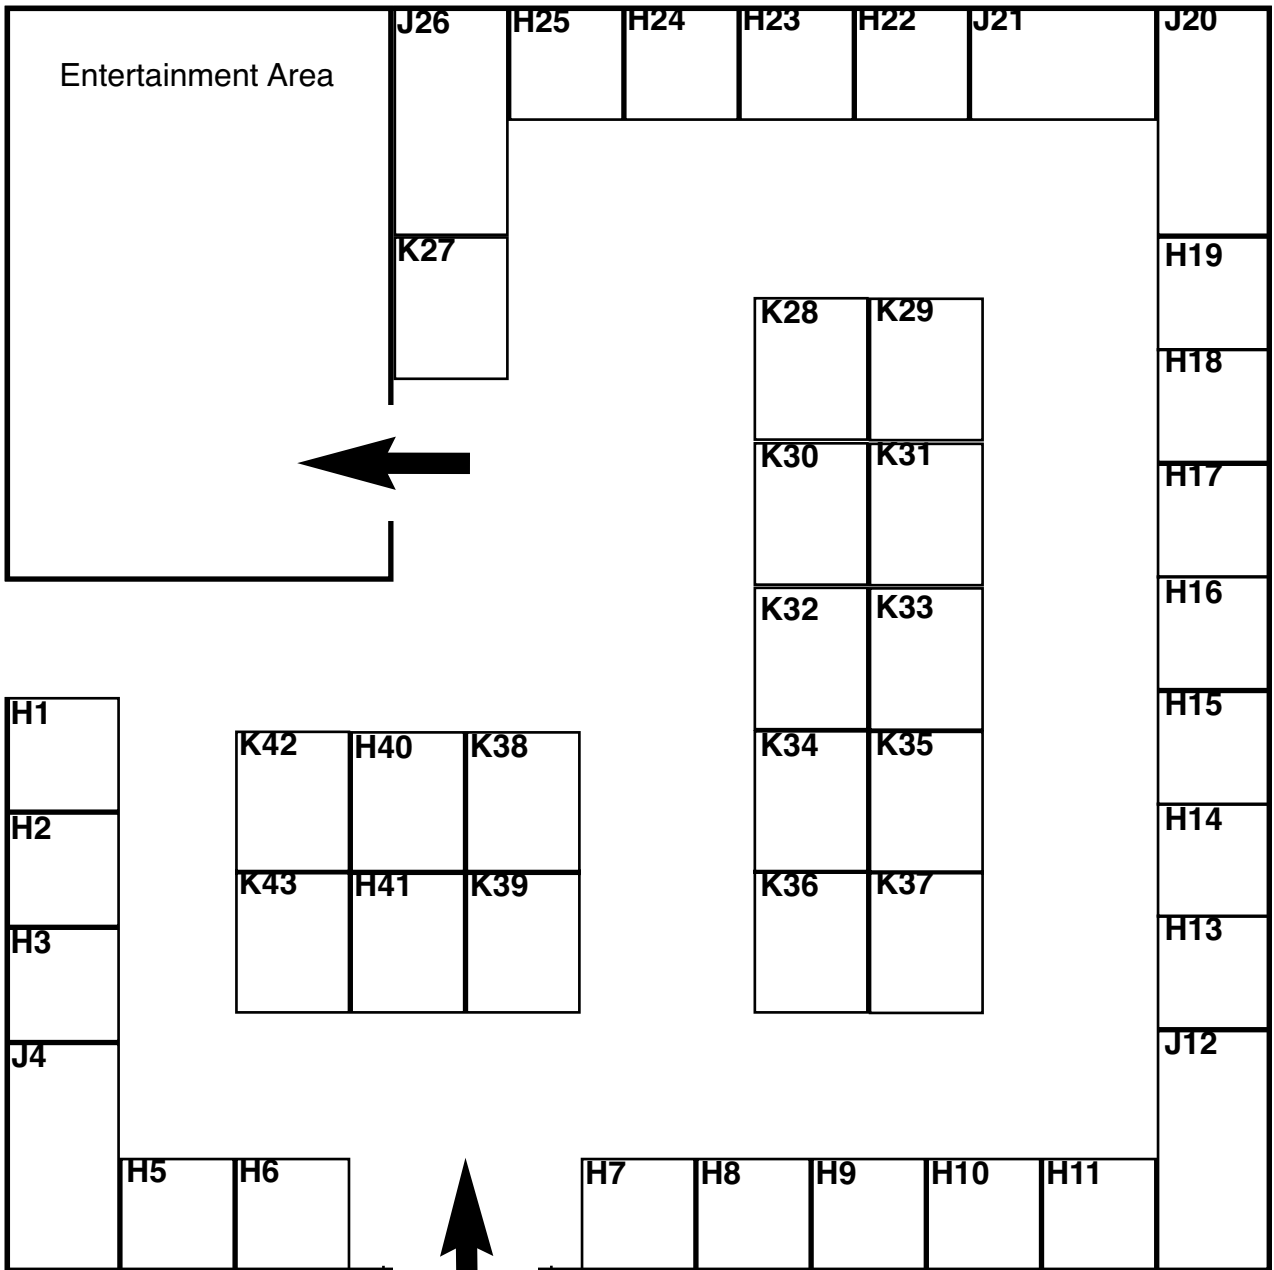 J26 H25 H24 H23 H22 J21 J20
Entertainment Area
K27 H19
K28 K29
H18
K30 K31
H17
H16
K32 K33
H15
H1
K42 H40 K38 K34 K35
H14
H2
K43 H41 K39 K36 K37
H13
H3
J12
J4
H5 H6 H7 H8 H9 H10 H11